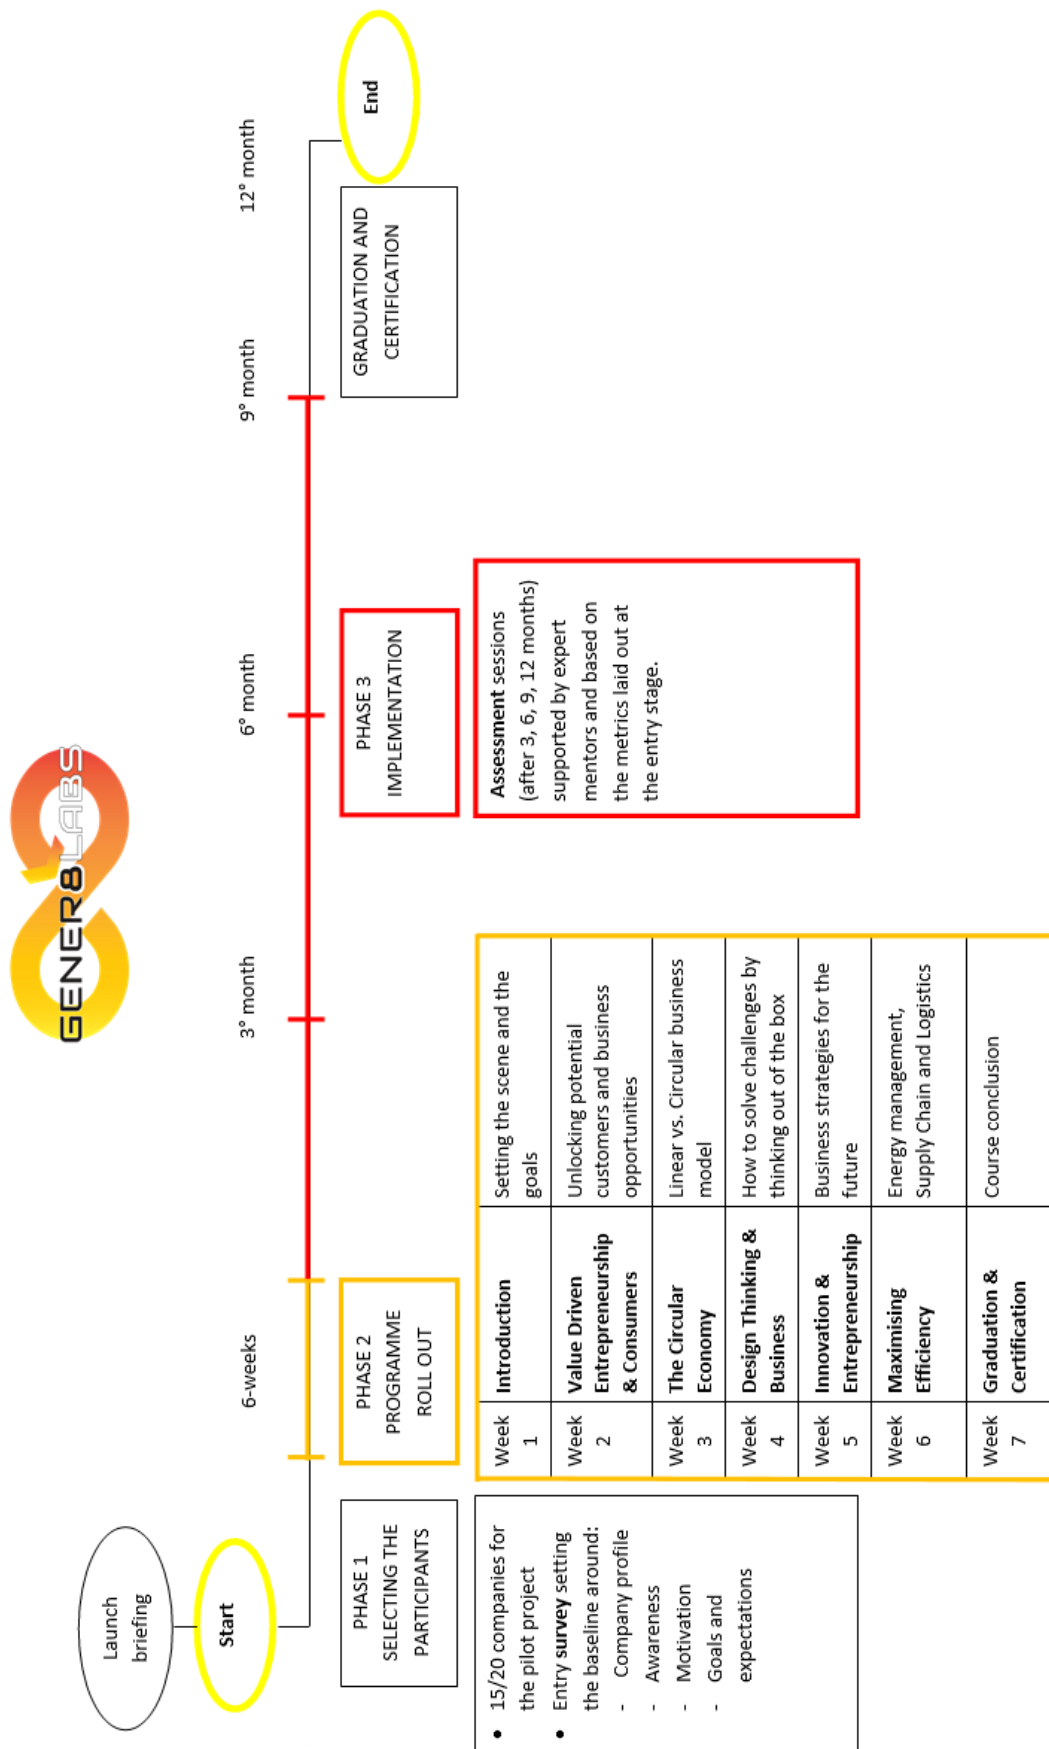 GENER8LABS
Launch
briefing
Start
6-weeks
3° month
6° month
9° month
12° month
End
PHASE 1
SELECTING THE
PARTICIPANTS
PHASE 2
PROGRAMME
ROLL OUT
PHASE 3
IMPLEMENTATION
GRADUATION AND
CERTIFICATION
• 15/20 companies for
the pilot project
• Entry survey setting
the baseline around:
- Company profile
- Awareness
- Motivation
- Goals and
expectations
Week
1
Introduction
Setting the scene and the
goals
Week
2
Value Driven
Entrepreneurship
& Consumers
Unlocking potential
customers and business
opportunities
Week
3
The Circular
Economy
Linear vs. Circular business
model
Week
4
Design Thinking &
Business
How to solve challenges by
thinking out of the box
Week
5
Innovation &
Entrepreneurship
Business strategies for the
future
Week
6
Maximising
Efficiency
Energy management,
Supply Chain and Logistics
Week
7
Graduation &
Certification
Course conclusion
Assessment sessions
(after 3, 6, 9, 12 months)
supported by expert
mentors and based on
the metrics laid out at
the entry stage.